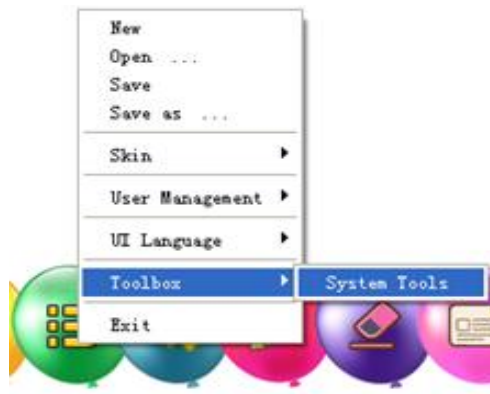 New
Open ...
Save
Save as ...
Skin
User Management
UI Language
Toolbox
System Tools
Exit